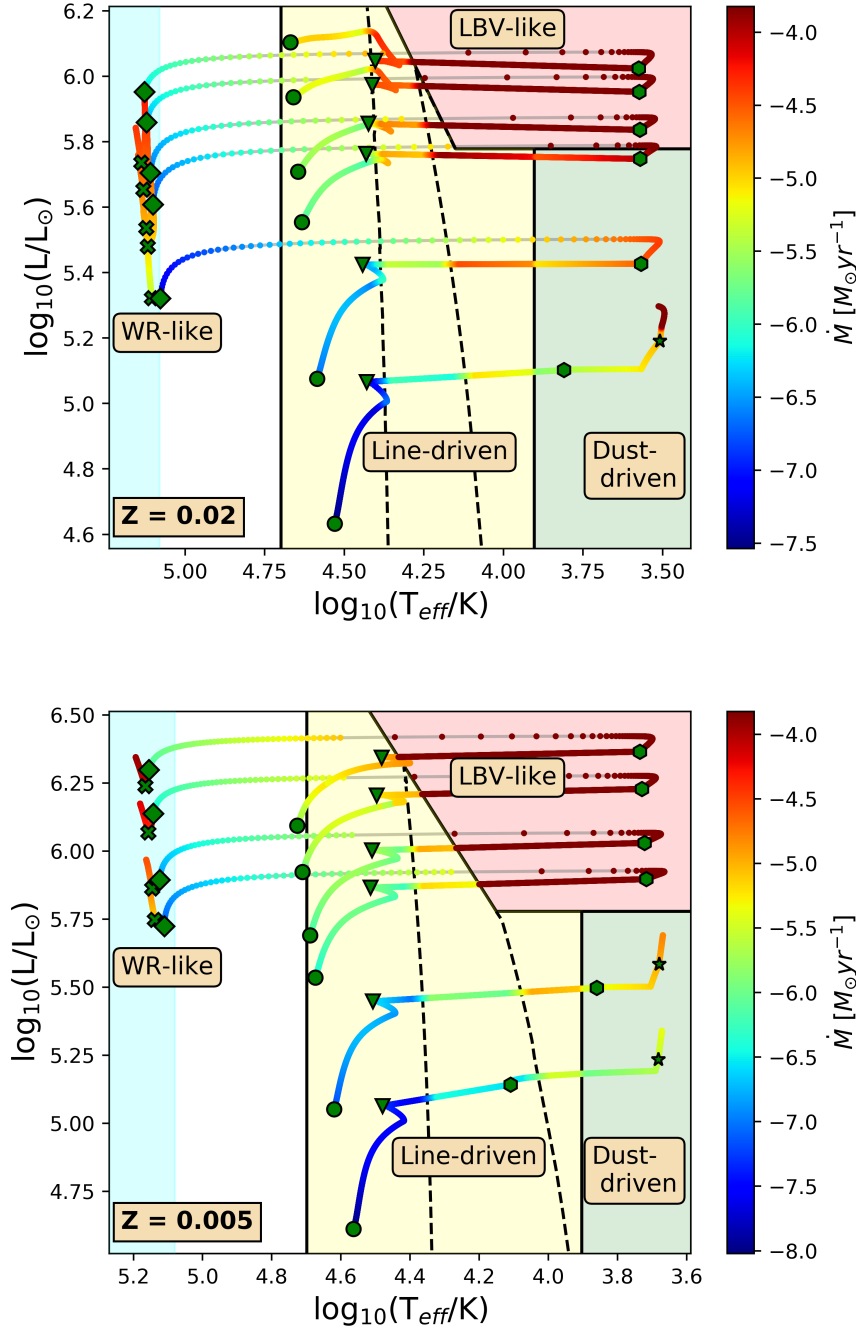 6.2
6.0
5.8
5.6
5.4
5.2
5.0
4.8
4.6
log₁₀(L/L⊙)
LBV-like
WR-like
Line-driven
Dust-
driven
Z = 0.02
5.00 4.75 4.50 4.25 4.00 3.75 3.50
log₁₀(T_eff/K)
−4.0
−4.5
−5.0
−5.5
−6.0
−6.5
−7.0
−7.5
Ṁ [M⊙yr⁻¹]
6.50
6.25
6.00
5.75
5.50
5.25
5.00
4.75
log₁₀(L/L⊙)
LBV-like
WR-like
Line-driven
Dust-
driven
Z = 0.005
5.2 5.0 4.8 4.6 4.4 4.2 4.0 3.8 3.6
log₁₀(T_eff/K)
−4.0
−4.5
−5.0
−5.5
−6.0
−6.5
−7.0
−7.5
−8.0
Ṁ [M⊙yr⁻¹]